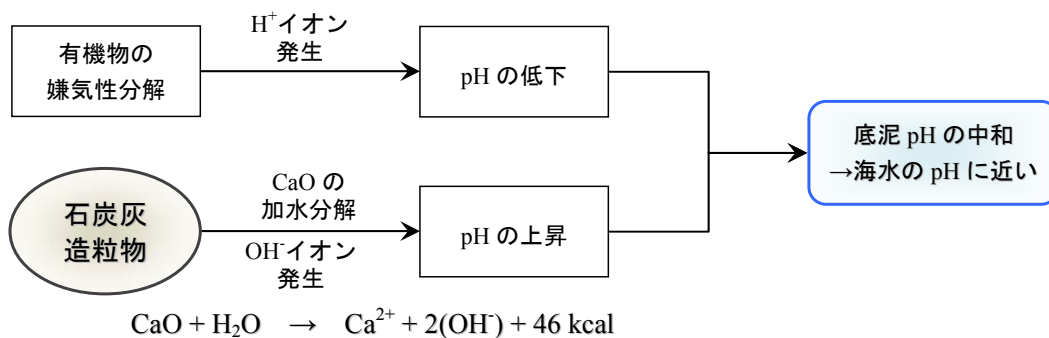 有機物の
嫌気性分解
H⁺イオン
発生
pH の低下
石炭灰
造粒物
CaO の
加水分解
OH⁻イオン
発生
pH の上昇
底泥 pH の中和
→海水の pH に近い
CaO + H₂O → Ca²⁺ + 2(OH⁻) + 46 kcal